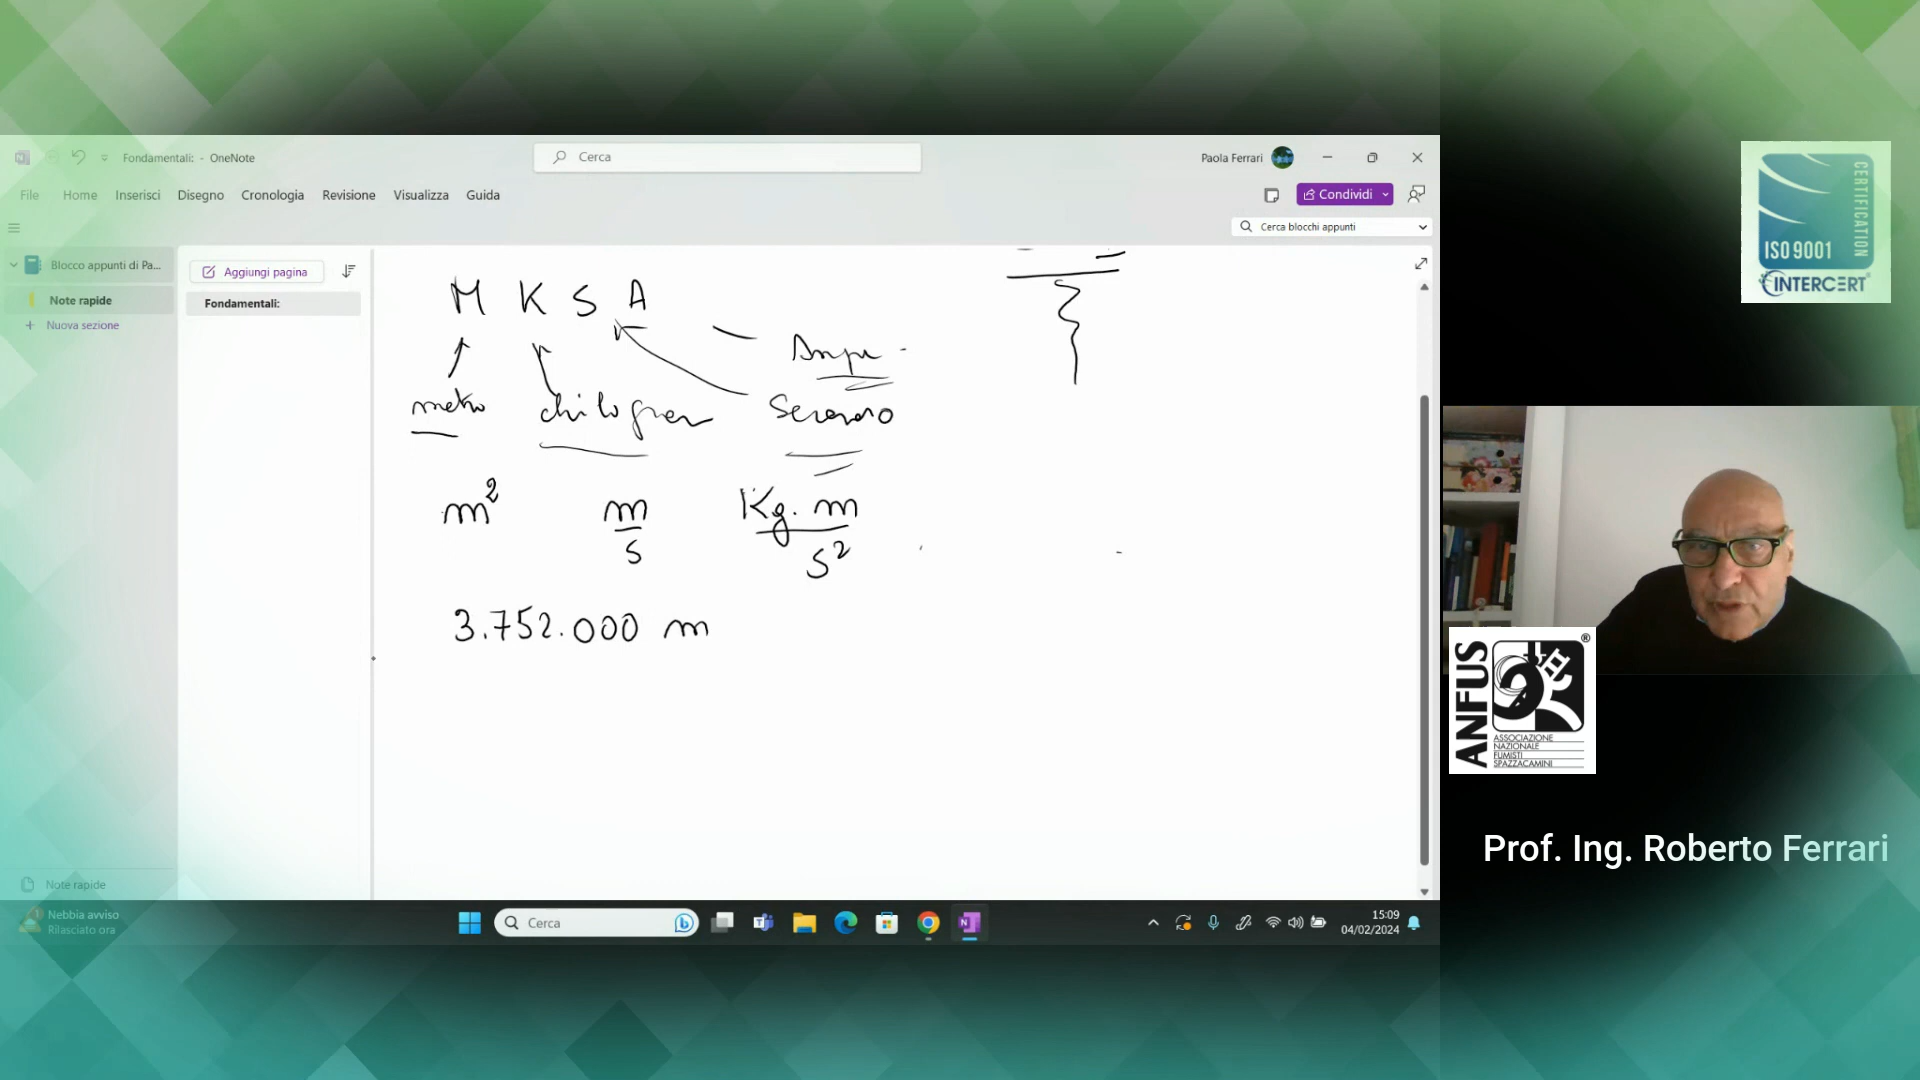 Fondamentali: - OneNote
Cerca
Paola Ferrari
File Home Inserisci Disegno Cronologia Revisione Visualizza Guida
Condividi
Cerca blocchi appunti
Blocco appunti di Pa...
Note rapide
+ Nuova sezione
Aggiungi pagina
Fondamentali:
M K S A
metro
m² m/s Kg. m/s²
3.752.000 m
Note rapide
Nebbia avviso
Rilasciato ora
Cerca
15:09
04/02/2024
CERTIFICATION
ISO 9001
INTERCERT
ANFUS
®
ASSOCIAZIONE
NAZIONALE
FUMISTI
SPAZZACAMINI
Prof. Ing. Roberto Ferrari